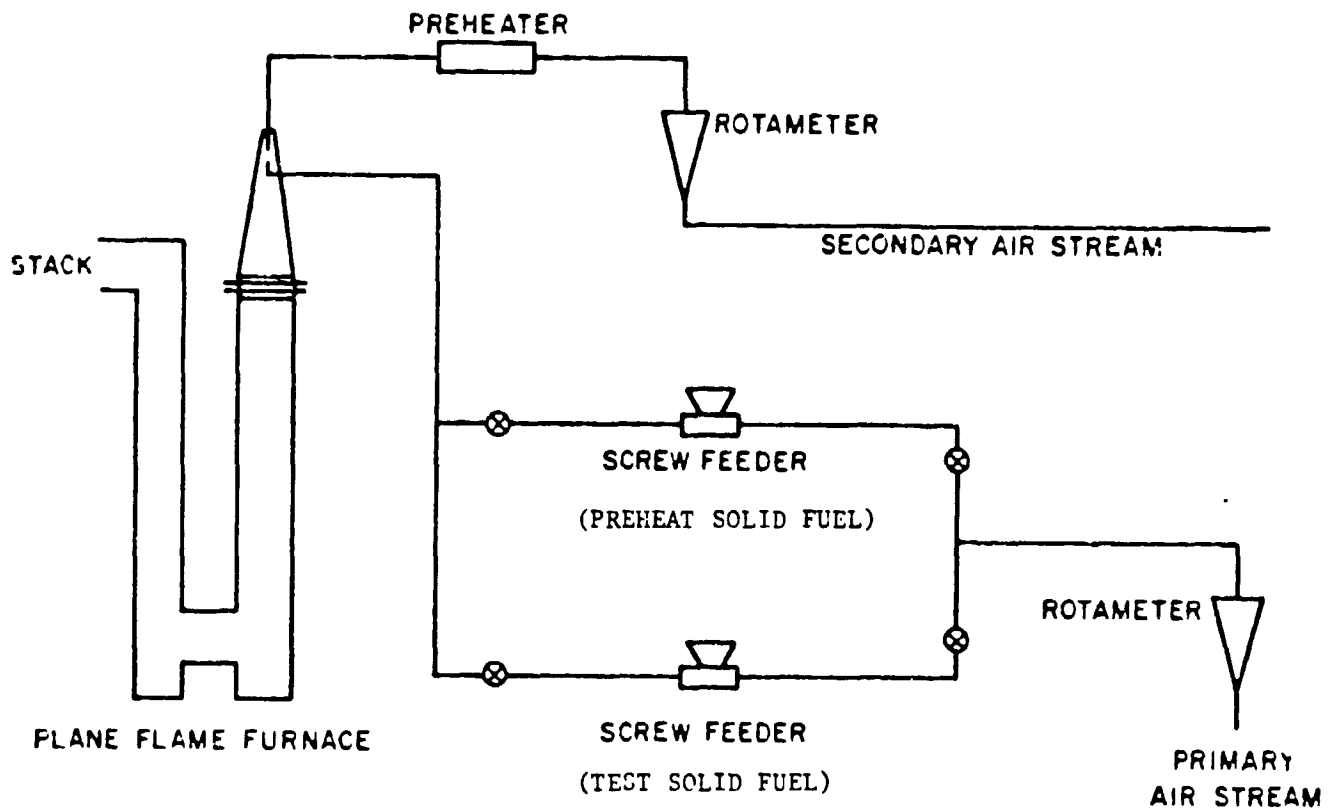 PREHEATER
ROTAMETER
SECONDARY AIR STREAM
STACK
SCREW FEEDER
(PREHEAT SOLID FUEL)
ROTAMETER
PLANE FLAME FURNACE
SCREW FEEDER
(TEST SOLID FUEL)
PRIMARY
AIR STREAM